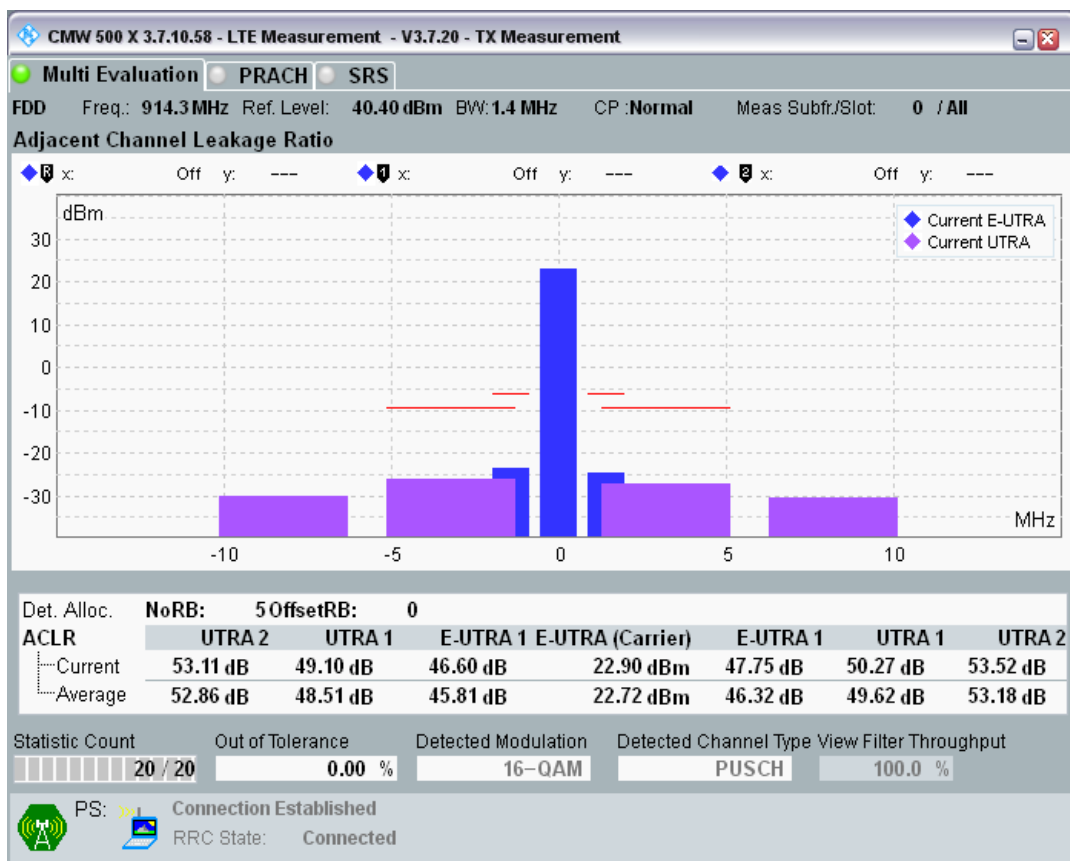 CMW 500 X 3.7.10.58 - LTE Measurement - V3.7.20 - TX Measurement
Multi Evaluation PRACH SRS
FDD Freq.: 914.3 MHz Ref. Level: 40.40 dBm BW: 1.4 MHz CP :Normal Meas Subfr./Slot: 0 / All
Adjacent Channel Leakage Ratio
R x: Off y: --- 1 x: Off y: --- 2 x: Off y: ---
dBm
Current E-UTRA
Current UTRA
30
20
10
0
-10
-20
-30
MHz
-10 -5 0 5 10
Det. Alloc. NoRB: 5 OffsetRB: 0
ACLR UTRA 2 UTRA 1 E-UTRA 1 E-UTRA (Carrier) E-UTRA 1 UTRA 1 UTRA 2
Current 53.11 dB 49.10 dB 46.60 dB 22.90 dBm 47.75 dB 50.27 dB 53.52 dB
Average 52.86 dB 48.51 dB 45.81 dB 22.72 dBm 46.32 dB 49.62 dB 53.18 dB
Statistic Count Out of Tolerance Detected Modulation Detected Channel Type View Filter Throughput
20 / 20 0.00 % 16-QAM PUSCH 100.0 %
PS: Connection Established
RRC State: Connected